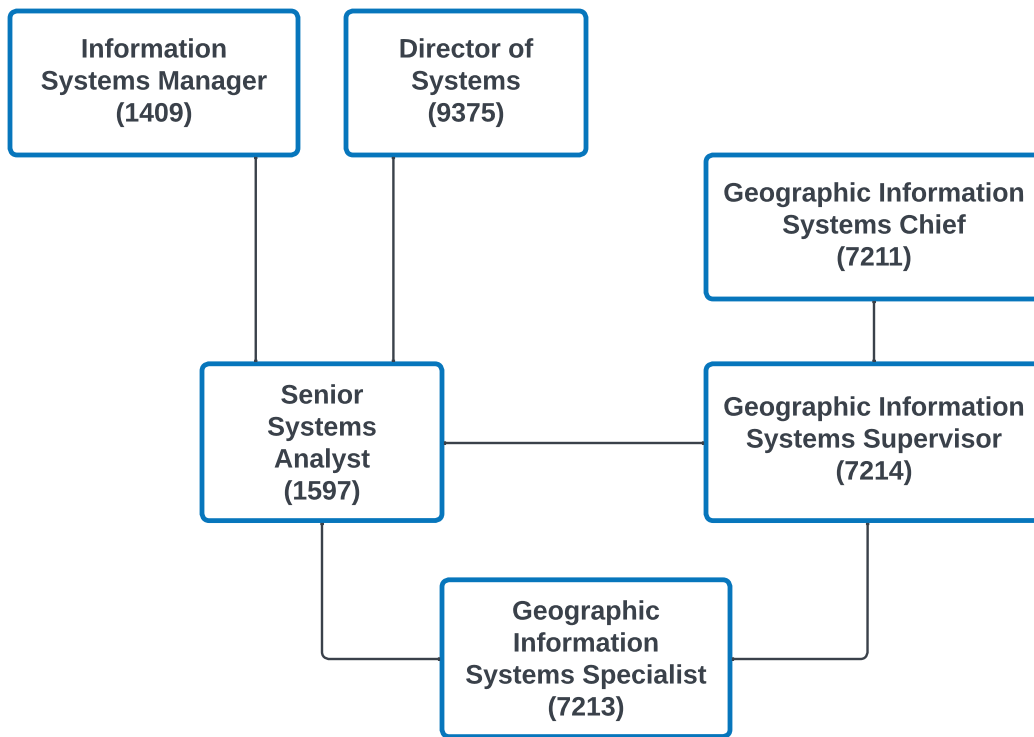 Information
Systems Manager
(1409)
Director of
Systems
(9375)
Geographic Information
Systems Chief
(7211)
Senior
Systems
Analyst
(1597)
Geographic Information
Systems Supervisor
(7214)
Geographic
Information
Systems Specialist
(7213)